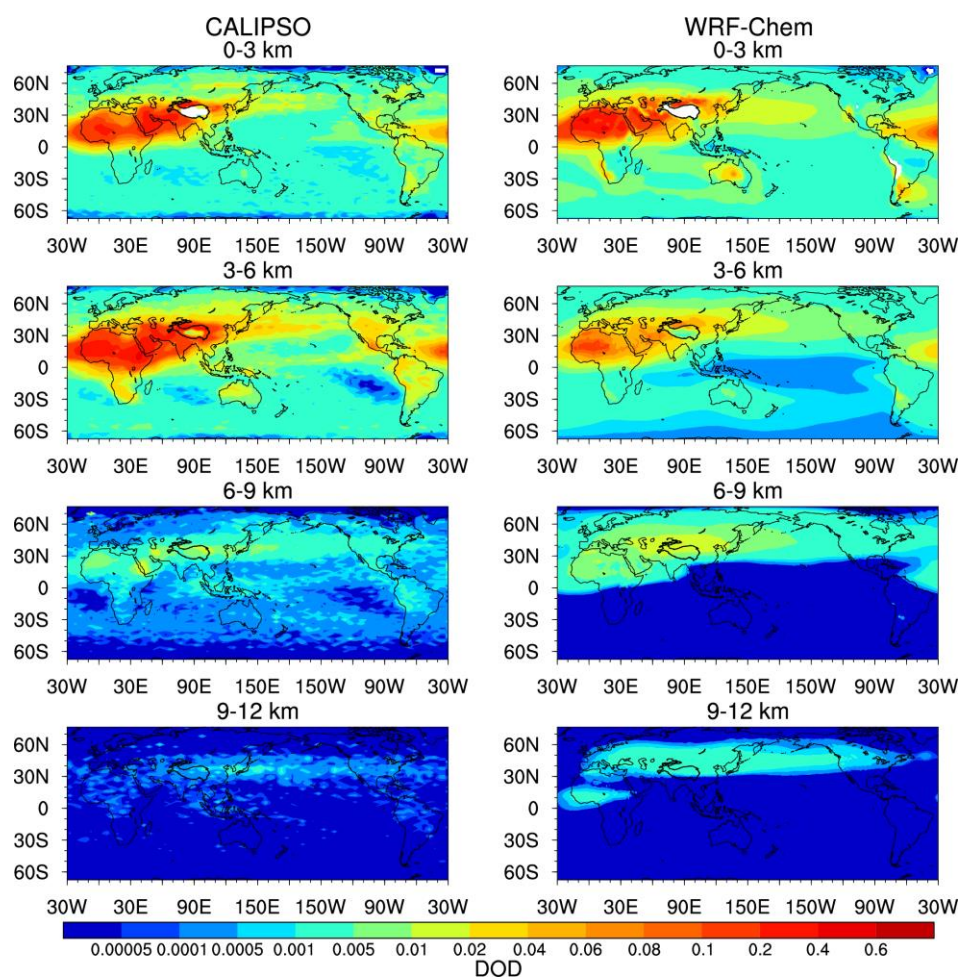 CALIPSO WRF-Chem
0-3 km 0-3 km
60N 60N
30N 30N
0 0
30S 30S
60S 60S
30W 30E 90E 150E 150W 90W 30W 30W 30E 90E 150E 150W 90W 30W
3-6 km 3-6 km
60N 60N
30N 30N
0 0
30S 30S
60S 60S
30W 30E 90E 150E 150W 90W 30W 30W 30E 90E 150E 150W 90W 30W
6-9 km 6-9 km
60N 60N
30N 30N
0 0
30S 30S
60S 60S
30W 30E 90E 150E 150W 90W 30W 30W 30E 90E 150E 150W 90W 30W
9-12 km 9-12 km
60N 60N
30N 30N
0 0
30S 30S
60S 60S
30W 30E 90E 150E 150W 90W 30W 30W 30E 90E 150E 150W 90W 30W
0.00005 0.0001 0.0005 0.001 0.005 0.01 0.02 0.04 0.06 0.08 0.1 0.2 0.4 0.6
DOD